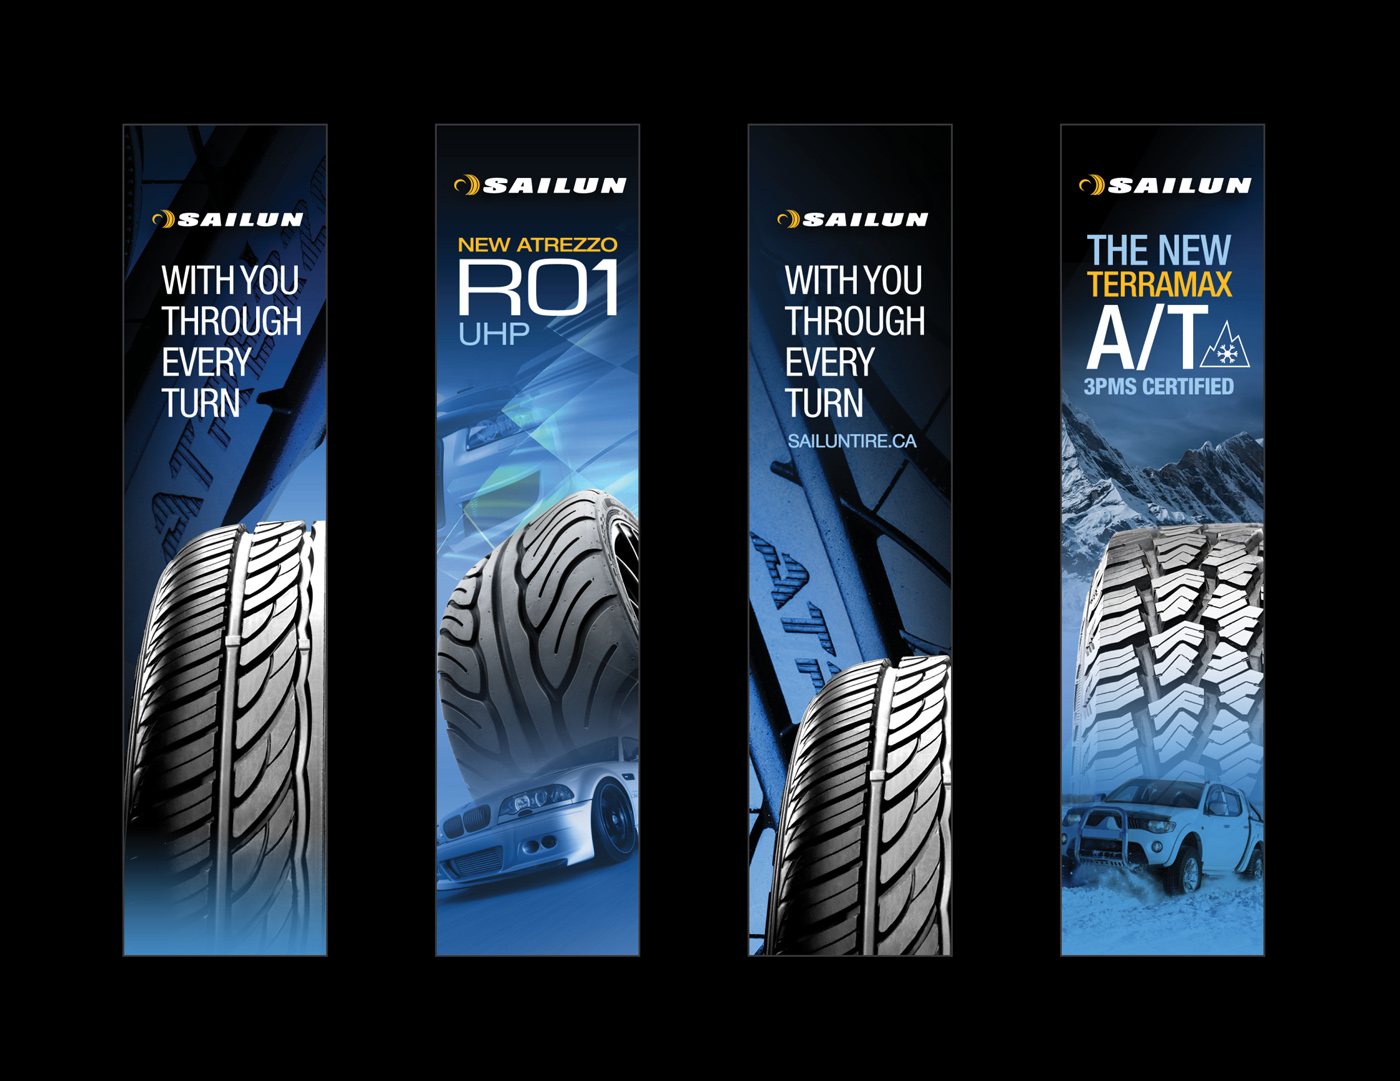 SAILUN
WITH YOU
THROUGH
EVERY
TURN
SAILUN
NEW ATREZZO
R01
UHP
SAILUN
WITH YOU
THROUGH
EVERY
TURN
SAILUNTIRE.CA
SAILUN
THE NEW
TERRAMAX
A/T
3PMS CERTIFIED